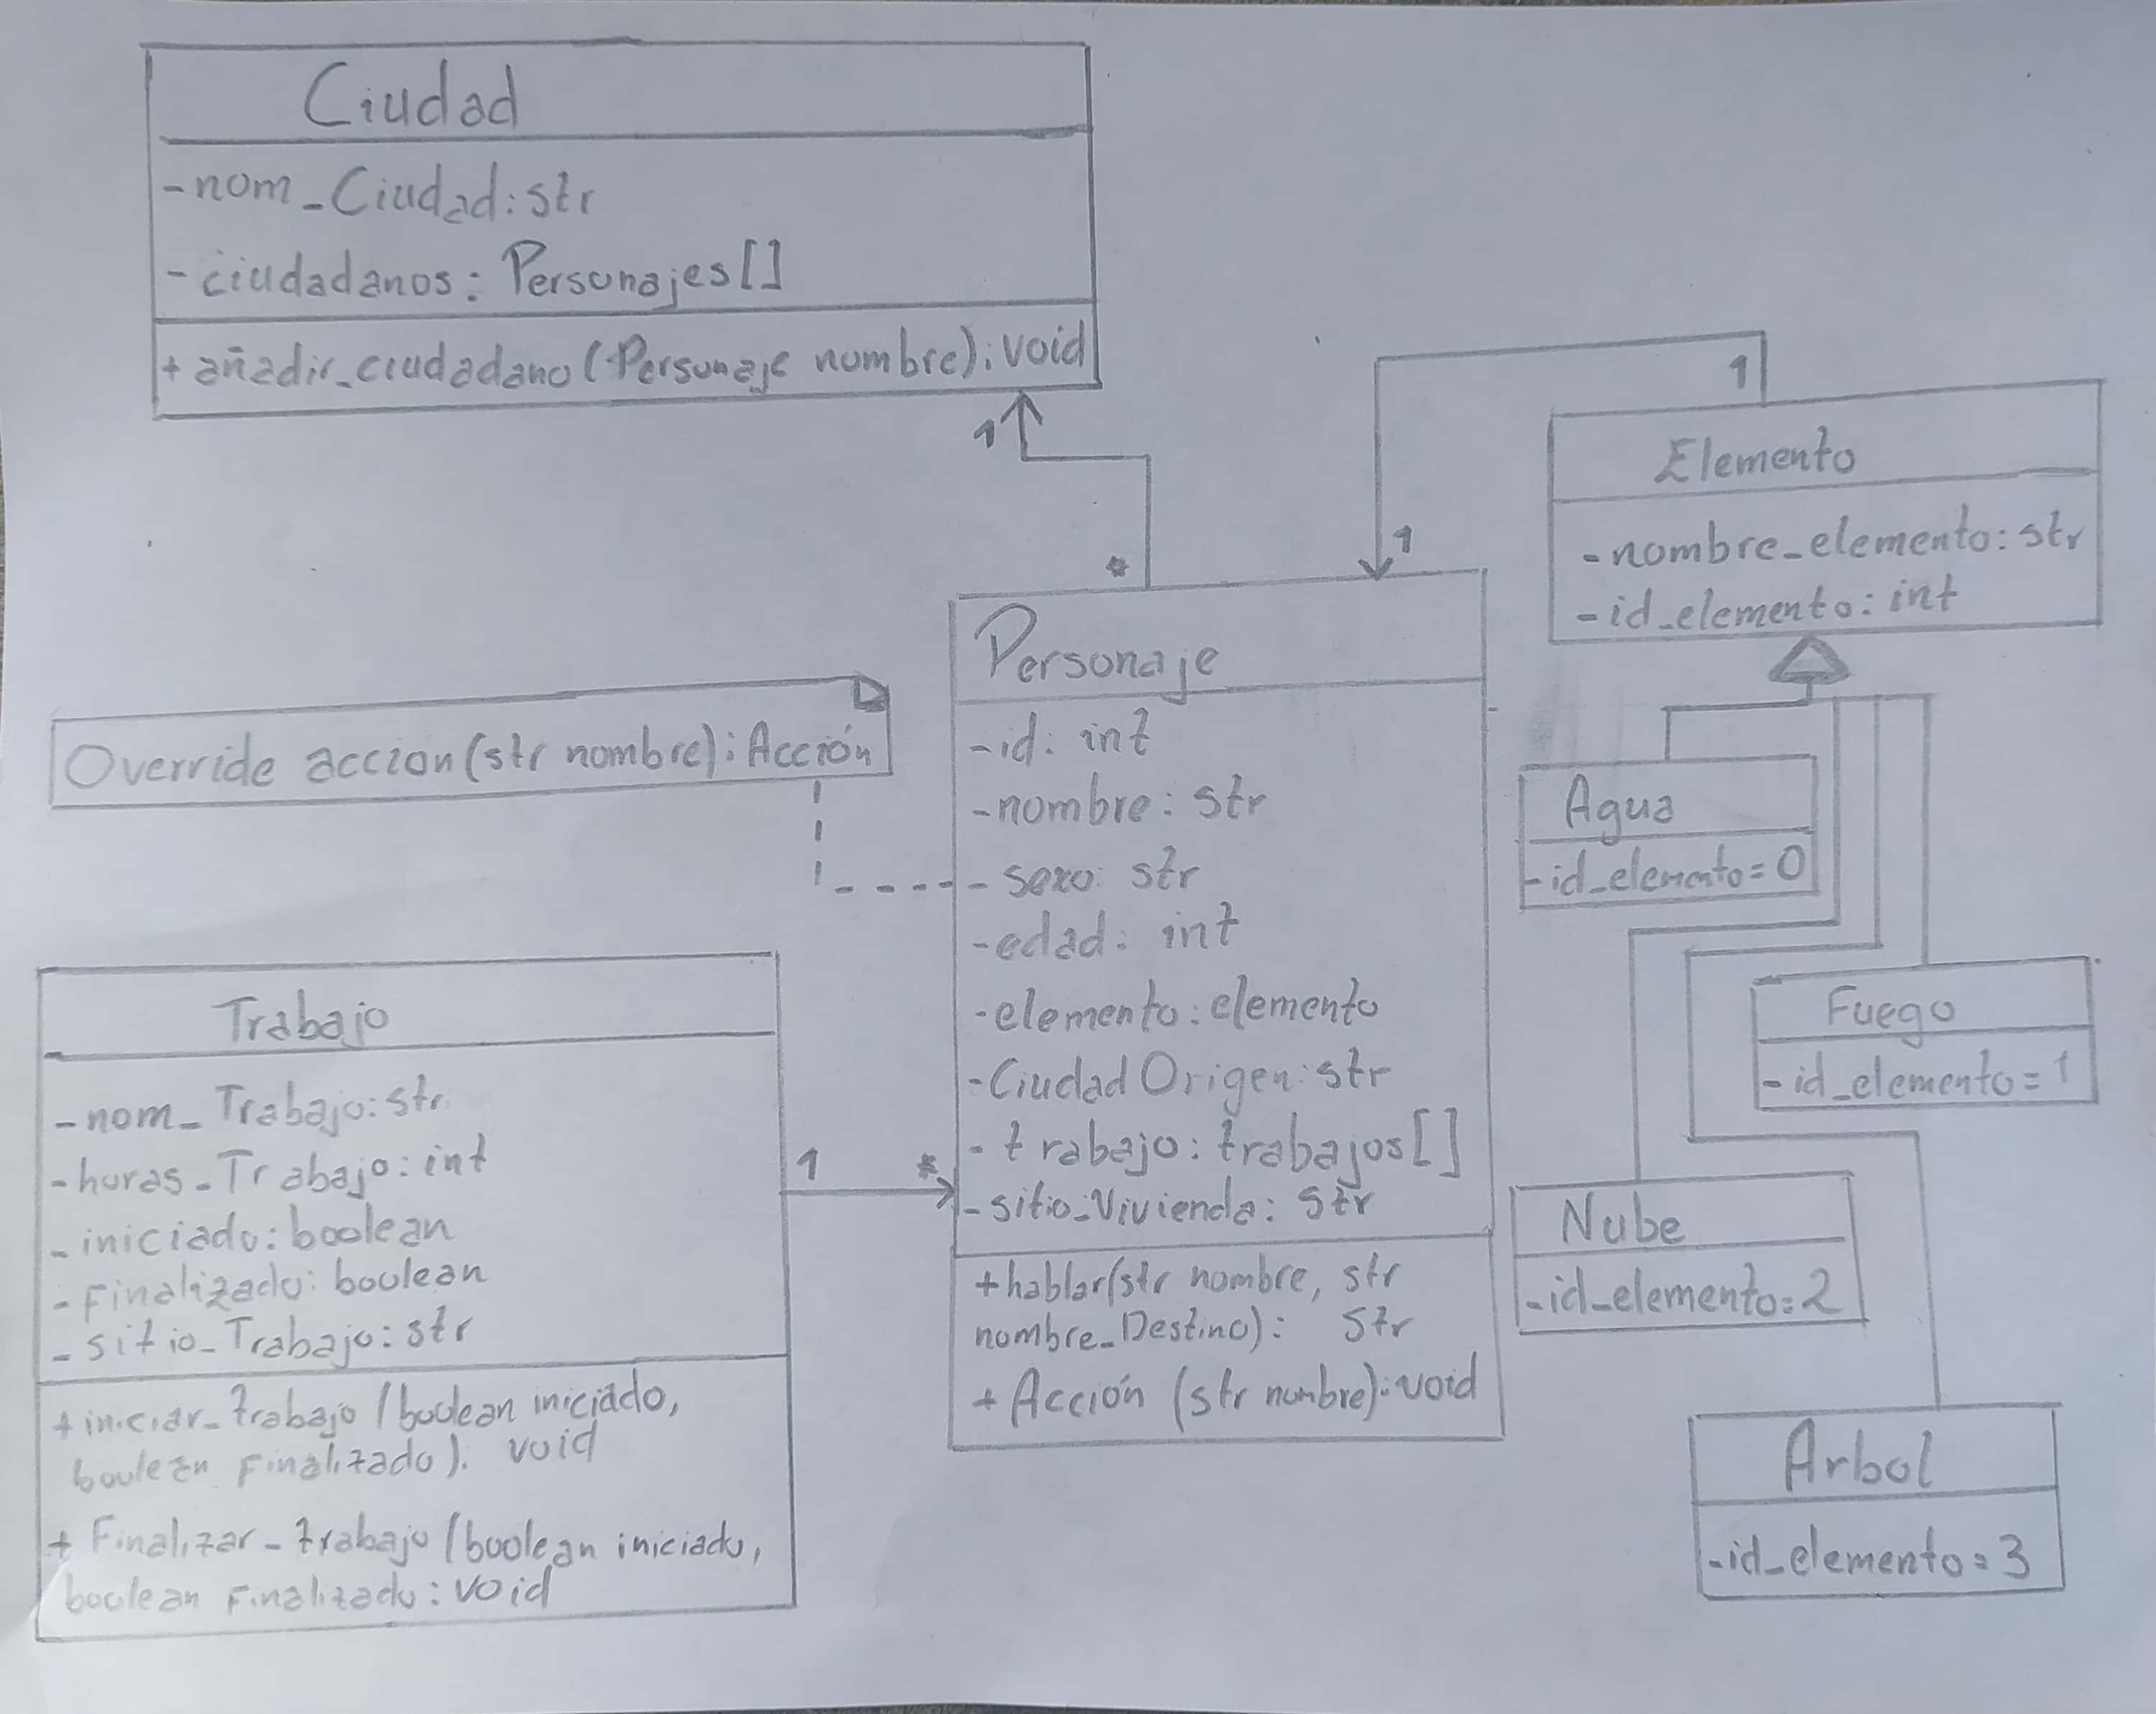 Ciudad
-nom_Ciudad:str
-ciudadanos: Personajes[]
+añadir_ciudadano(Personaje nombre):void
1
*
1
1
Elemento
-nombre_elemento:str
-id_elemento:int
Override accion(str nombre):Acción
Personaje
-id: int
-nombre: str
-sexo: str
-edad: int
-elemento:elemento
-Ciudad Origen:str
-trabajo:trabajos[]
-sitio_Vivienda: str
+hablar(str nombre, str
nombre_Destino): str
+Acción (str nombre):void
Agua
-id_elemento=0
Fuego
-id_elemento=1
Nube
-id_elemento=2
Arbol
-id_elemento=3
Trabajo
-nom_Trabajo:str
-horas_Trabajo:int
-iniciado:boolean
-Finalizado:boolean
-sitio_Trabajo:str
+iniciar_trabajo(boolean iniciado,
boolean Finalizado): void
+Finalizar_trabajo(boolean iniciado,
boolean Finalizado:void
1
*